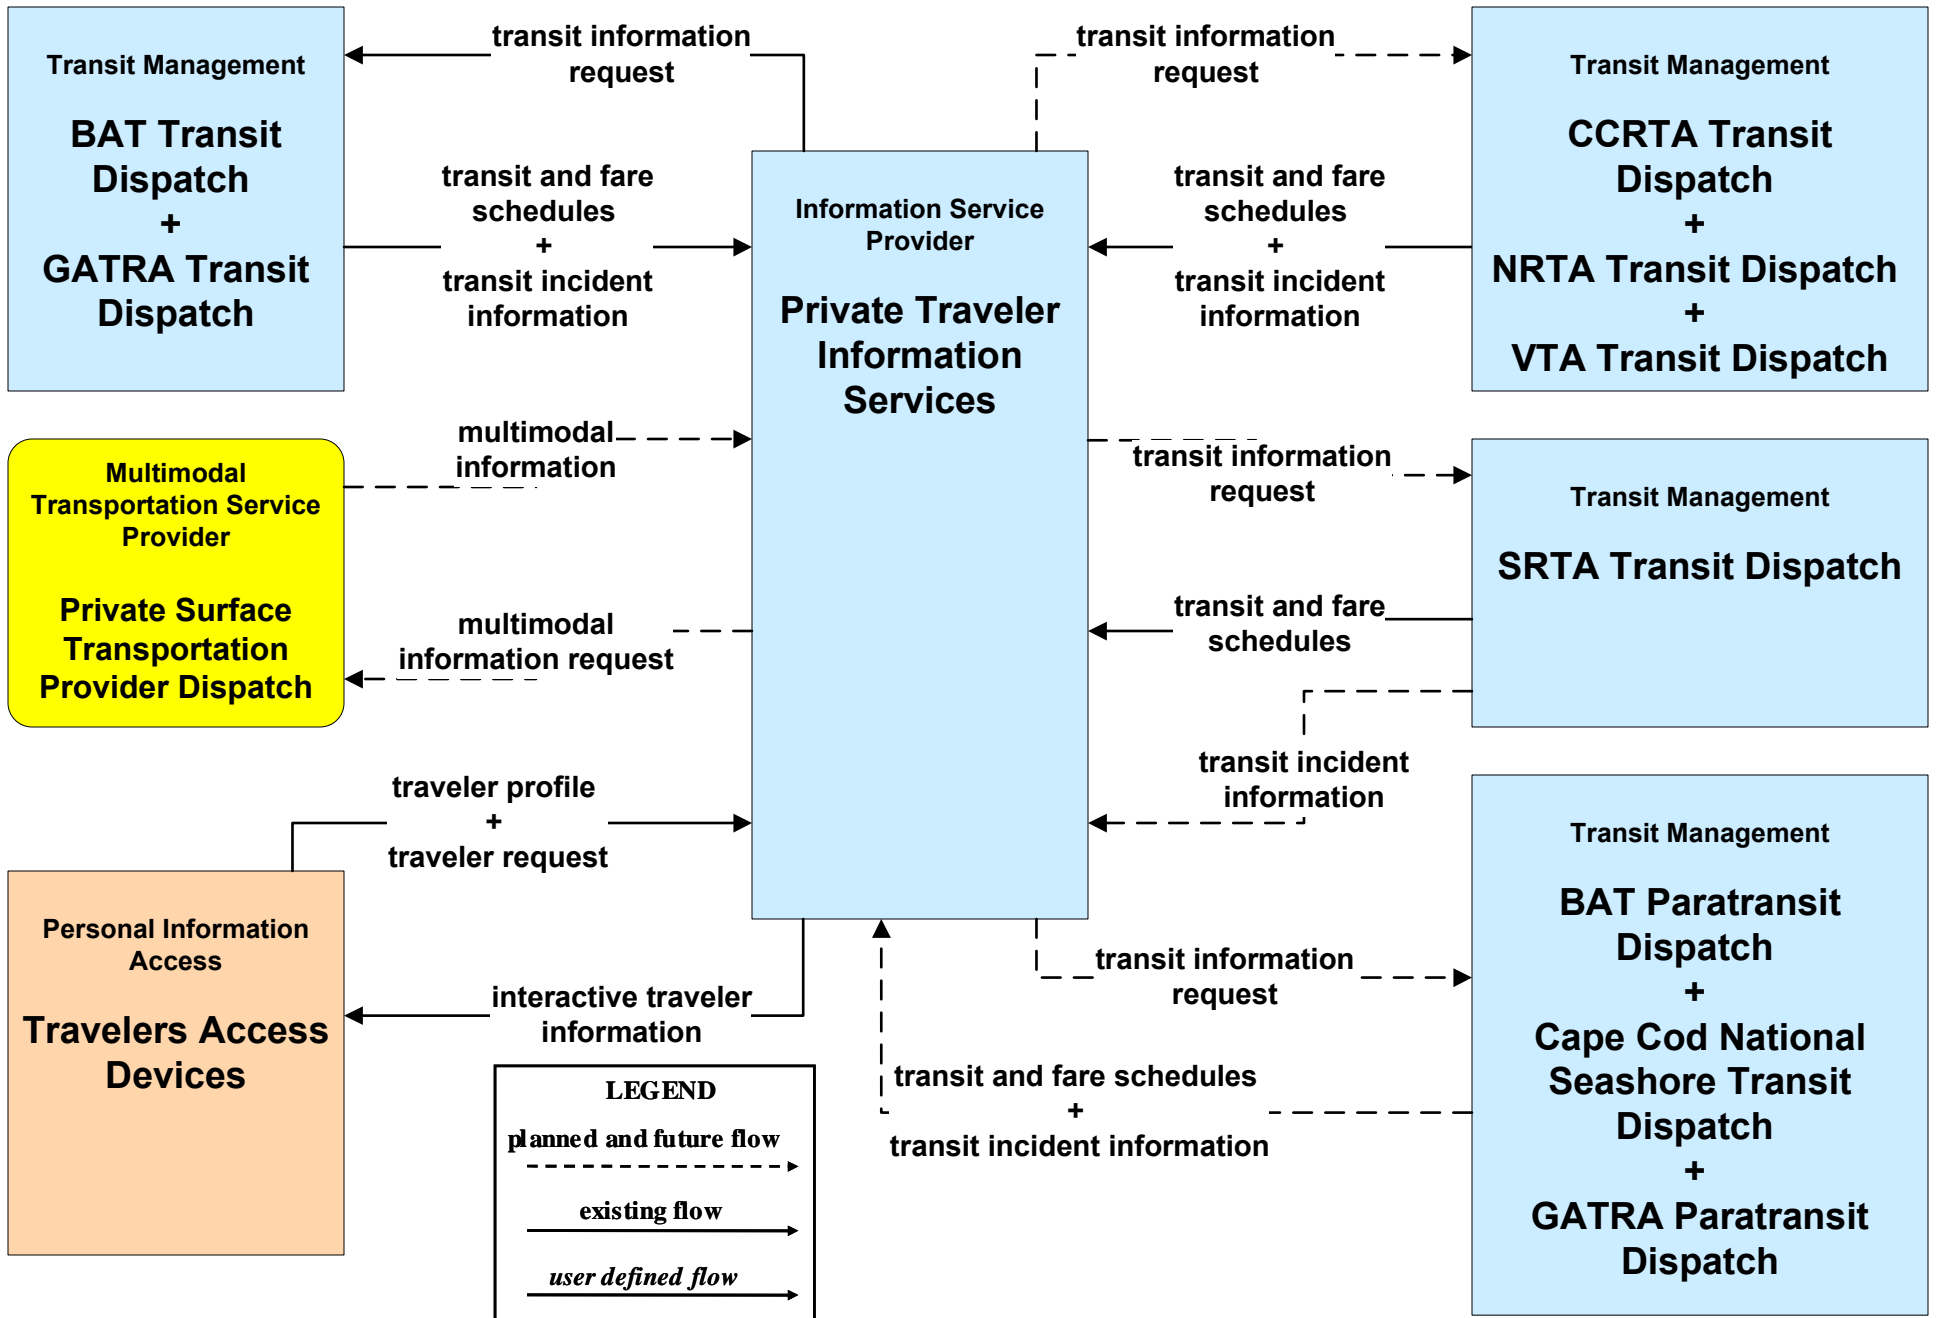 transit information
request
Transit Management
BAT Transit
Dispatch
+
GATRA Transit
Dispatch
transit and fare
schedules
+
transit incident
information
multimodal
information
Multimodal
Transportation Service
Provider
Private Surface
Transportation
Provider Dispatch
multimodal
information request
traveler profile
+
traveler request
Personal Information
Access
Travelers Access
Devices
interactive traveler
information
Information Service
Provider
Private Traveler
Information
Services
transit information
request
Transit Management
CCRTA Transit
Dispatch
+
NRTA Transit Dispatch
+
VTA Transit Dispatch
transit and fare
schedules
+
transit incident
information
transit information
request
Transit Management
SRTA Transit Dispatch
transit and fare
schedules
transit incident
information
Transit Management
BAT Paratransit
Dispatch
+
Cape Cod National
Seashore Transit
Dispatch
+
GATRA Paratransit
Dispatch
transit information
request
transit and fare schedules
+
transit incident information
LEGEND
planned and future flow
existing flow
user defined flow